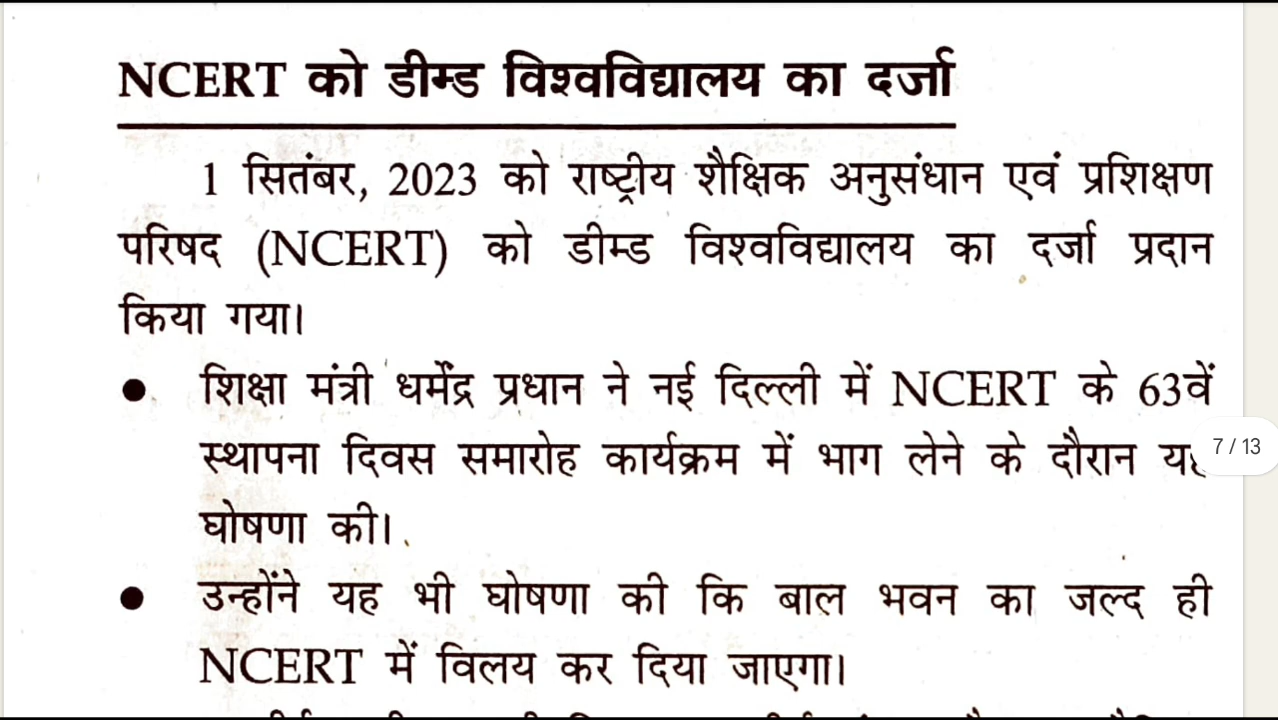 NCERT को डीम्ड विश्वविद्यालय का दर्जा
1 सितंबर, 2023 को राष्ट्रीय शैक्षिक अनुसंधान एवं प्रशिक्षण
परिषद (NCERT) को डीम्ड विश्वविद्यालय का दर्जा प्रदान
किया गया।
● शिक्षा मंत्री धर्मेंद्र प्रधान ने नई दिल्ली में NCERT के 63वें
स्थापना दिवस समारोह कार्यक्रम में भाग लेने के दौरान यह
7 / 13
घोषणा की।
● उन्होंने यह भी घोषणा की कि बाल भवन का जल्द ही
NCERT में विलय कर दिया जाएगा।